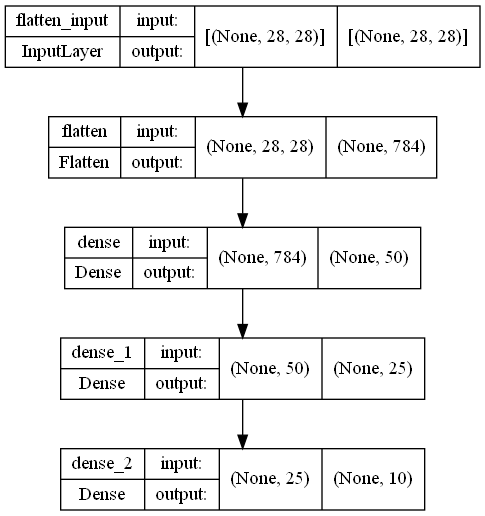 flatten_input input: [(None, 28, 28)] [(None, 28, 28)]
InputLayer output:
flatten input: (None, 28, 28) (None, 784)
Flatten output:
dense input: (None, 784) (None, 50)
Dense output:
dense_1 input: (None, 50) (None, 25)
Dense output:
dense_2 input: (None, 25) (None, 10)
Dense output: